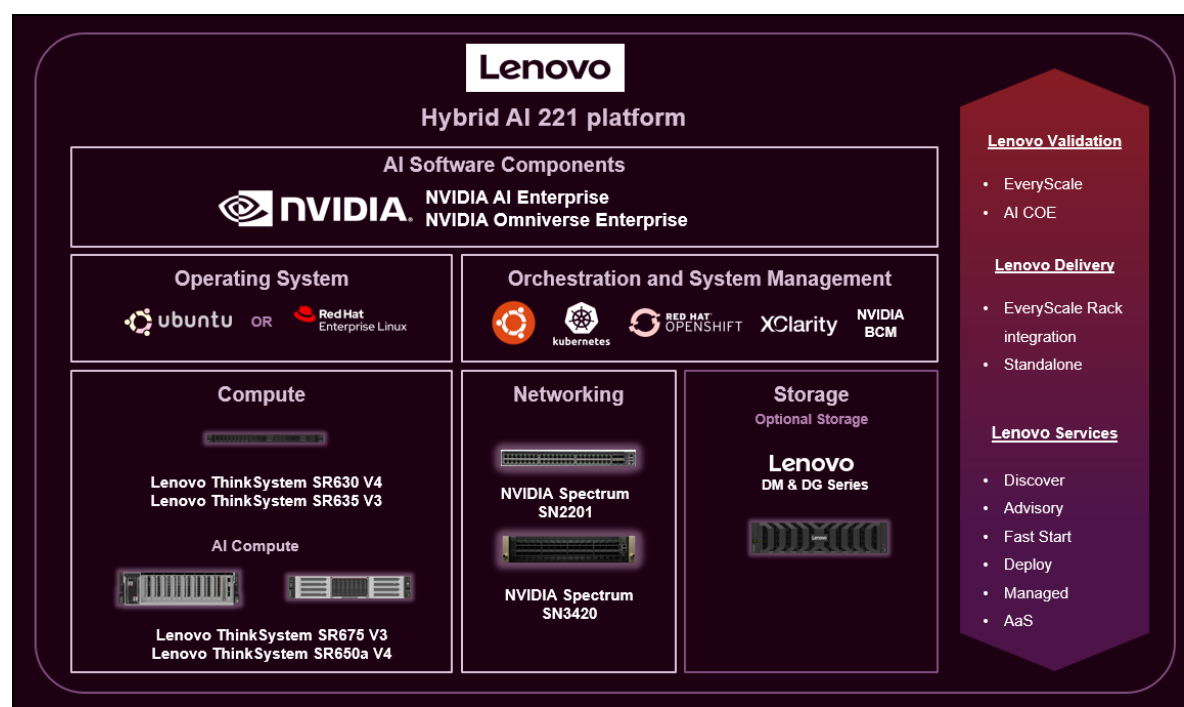 Lenovo
Hybrid AI 221 platform
AI Software Components
NVIDIA.
NVIDIA AI Enterprise
NVIDIA Omniverse Enterprise
Operating System
ubuntu
OR
Red Hat
Enterprise Linux
Orchestration and System Management
kubernetes
RED HAT
OPENSHIFT
XClarity
NVIDIA
BCM
Compute
Lenovo ThinkSystem SR630 V4
Lenovo ThinkSystem SR635 V3
AI Compute
Lenovo ThinkSystem SR675 V3
Lenovo ThinkSystem SR650a V4
Networking
NVIDIA Spectrum
SN2201
NVIDIA Spectrum
SN3420
Storage
Optional Storage
Lenovo
DM & DG Series
Lenovo
Lenovo Validation
• EveryScale
• AI COE
Lenovo Delivery
• EveryScale Rack
integration
• Standalone
Lenovo Services
• Discover
• Advisory
• Fast Start
• Deploy
• Managed
• AaS